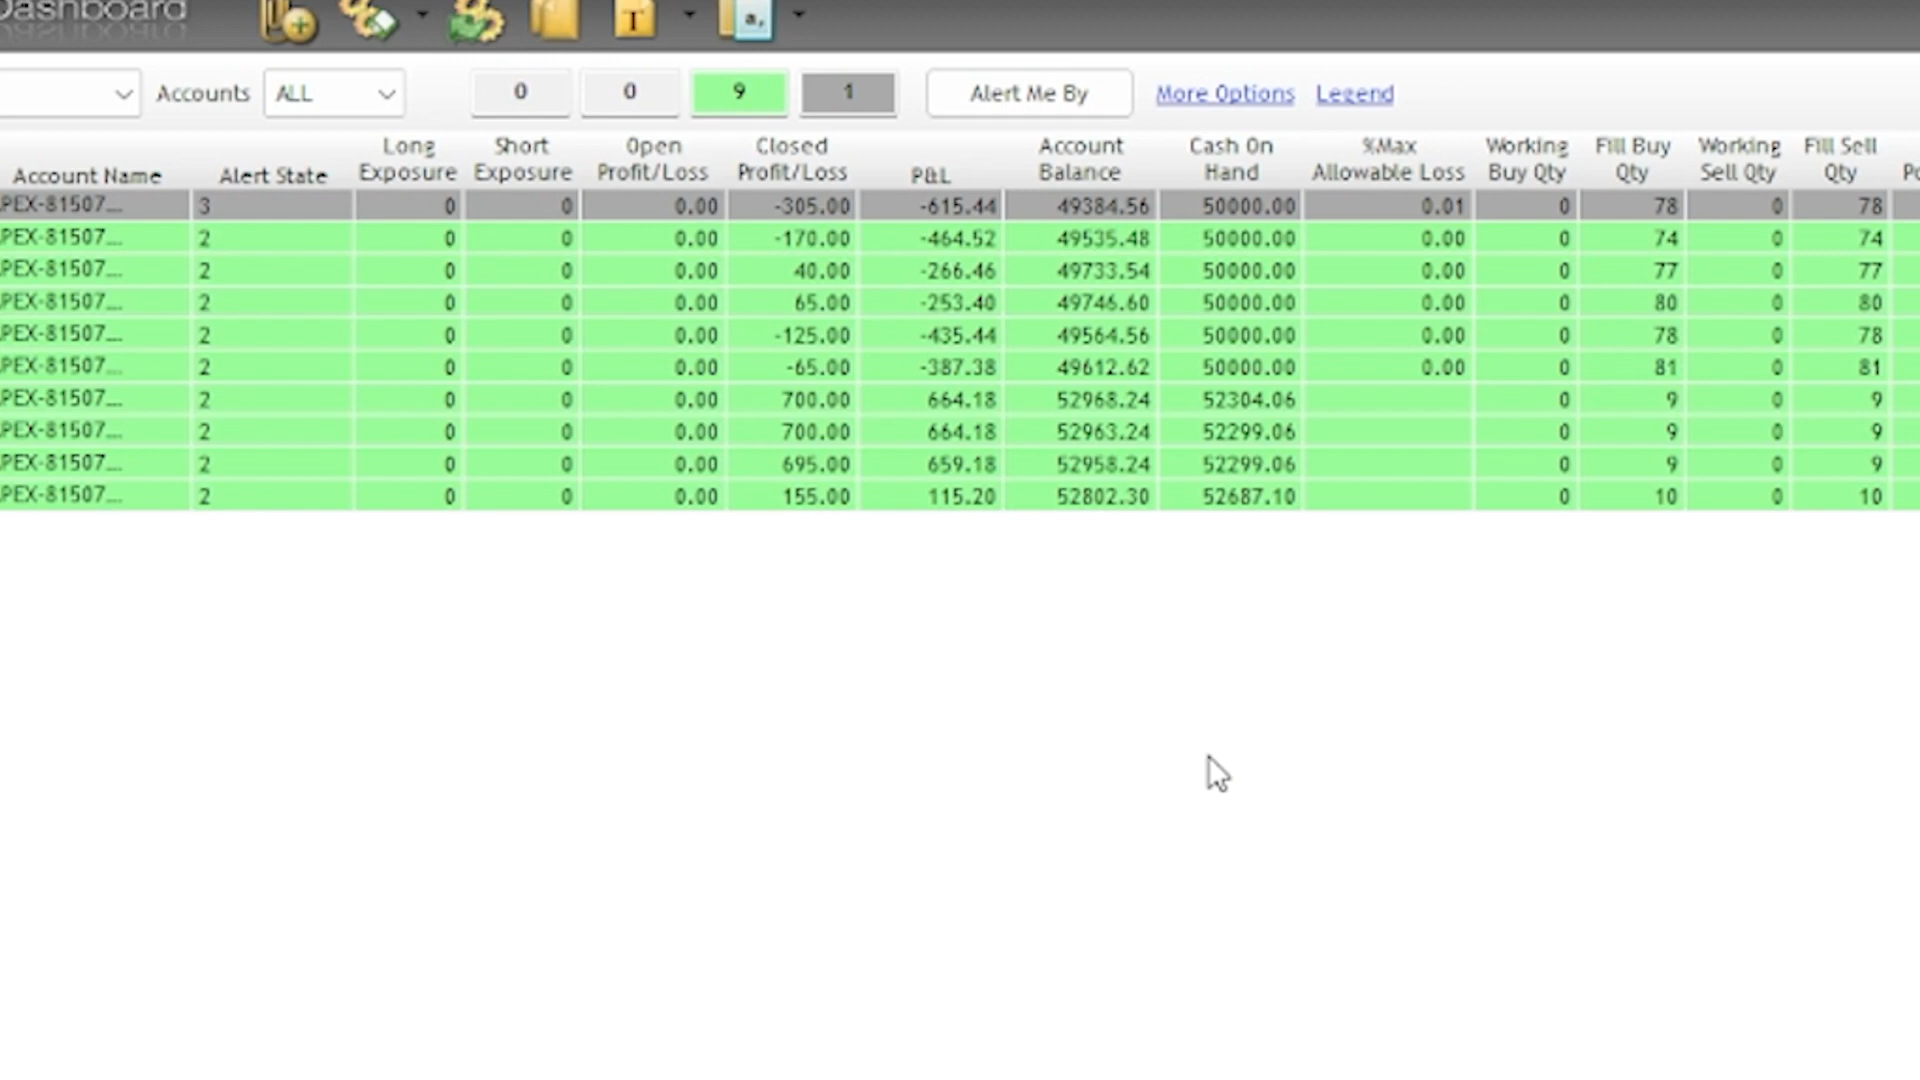 Dashboard
Accounts ALL 0 0 9 1 Alert Me By More Options Legend
Account Name Alert State Long Exposure Short Exposure Open Profit/Loss Closed Profit/Loss P&L Account Balance Cash On Hand %Max Allowable Loss Working Buy Qty Fill Buy Qty Working Sell Qty Fill Sell Qty Po
PEX-81507... 3 0 0 0.00 -305.00 -615.44 49384.56 50000.00 0.01 0 78 0 78
PEX-81507... 2 0 0 0.00 -170.00 -464.52 49535.48 50000.00 0.00 0 74 0 74
PEX-81507... 2 0 0 0.00 40.00 -266.46 49733.54 50000.00 0.00 0 77 0 77
PEX-81507... 2 0 0 0.00 65.00 -253.40 49746.60 50000.00 0.00 0 80 0 80
PEX-81507... 2 0 0 0.00 -125.00 -435.44 49564.56 50000.00 0.00 0 78 0 78
PEX-81507... 2 0 0 0.00 -65.00 -387.38 49612.62 50000.00 0.00 0 81 0 81
PEX-81507... 2 0 0 0.00 700.00 664.18 52968.24 52304.06 0 9 0 9
PEX-81507... 2 0 0 0.00 700.00 664.18 52963.24 52299.06 0 9 0 9
PEX-81507... 2 0 0 0.00 695.00 659.18 52958.24 52299.06 0 9 0 9
PEX-81507... 2 0 0 0.00 155.00 115.20 52802.30 52687.10 0 10 0 10